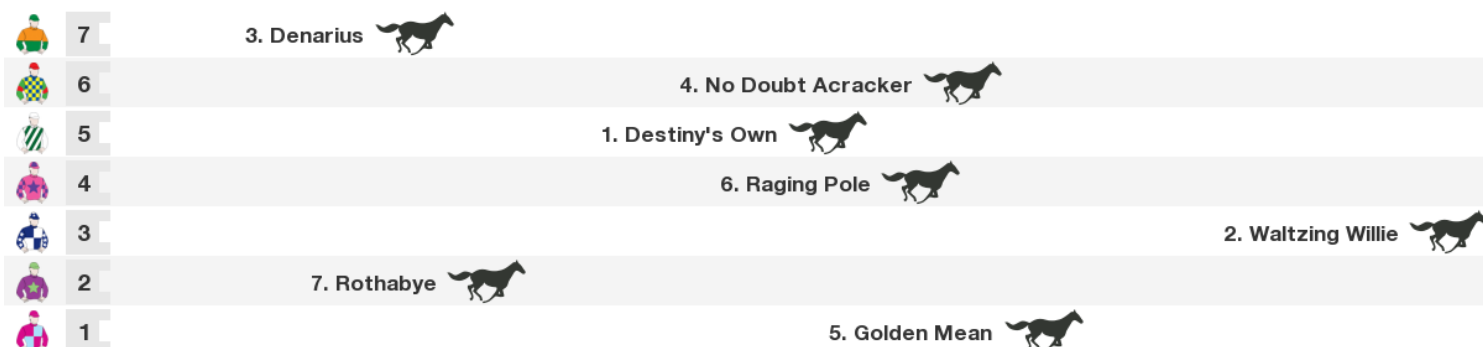 7 3. Denarius
6 4. No Doubt Acracker
5 1. Destiny's Own
4 6. Raging Pole
3 2. Waltzing Willie
2 7. Rothabye
1 5. Golden Mean